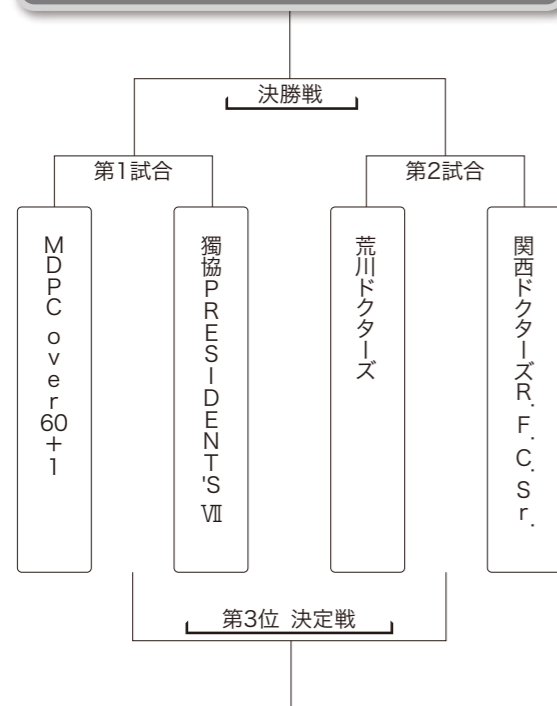 決勝戦
第1試合
第2試合
MDPC over60+1
獨協PRESIDENT'S Ⅶ
荒川ドクターズ
関西ドクターズR.F.C.Sr.
第3位 決定戦